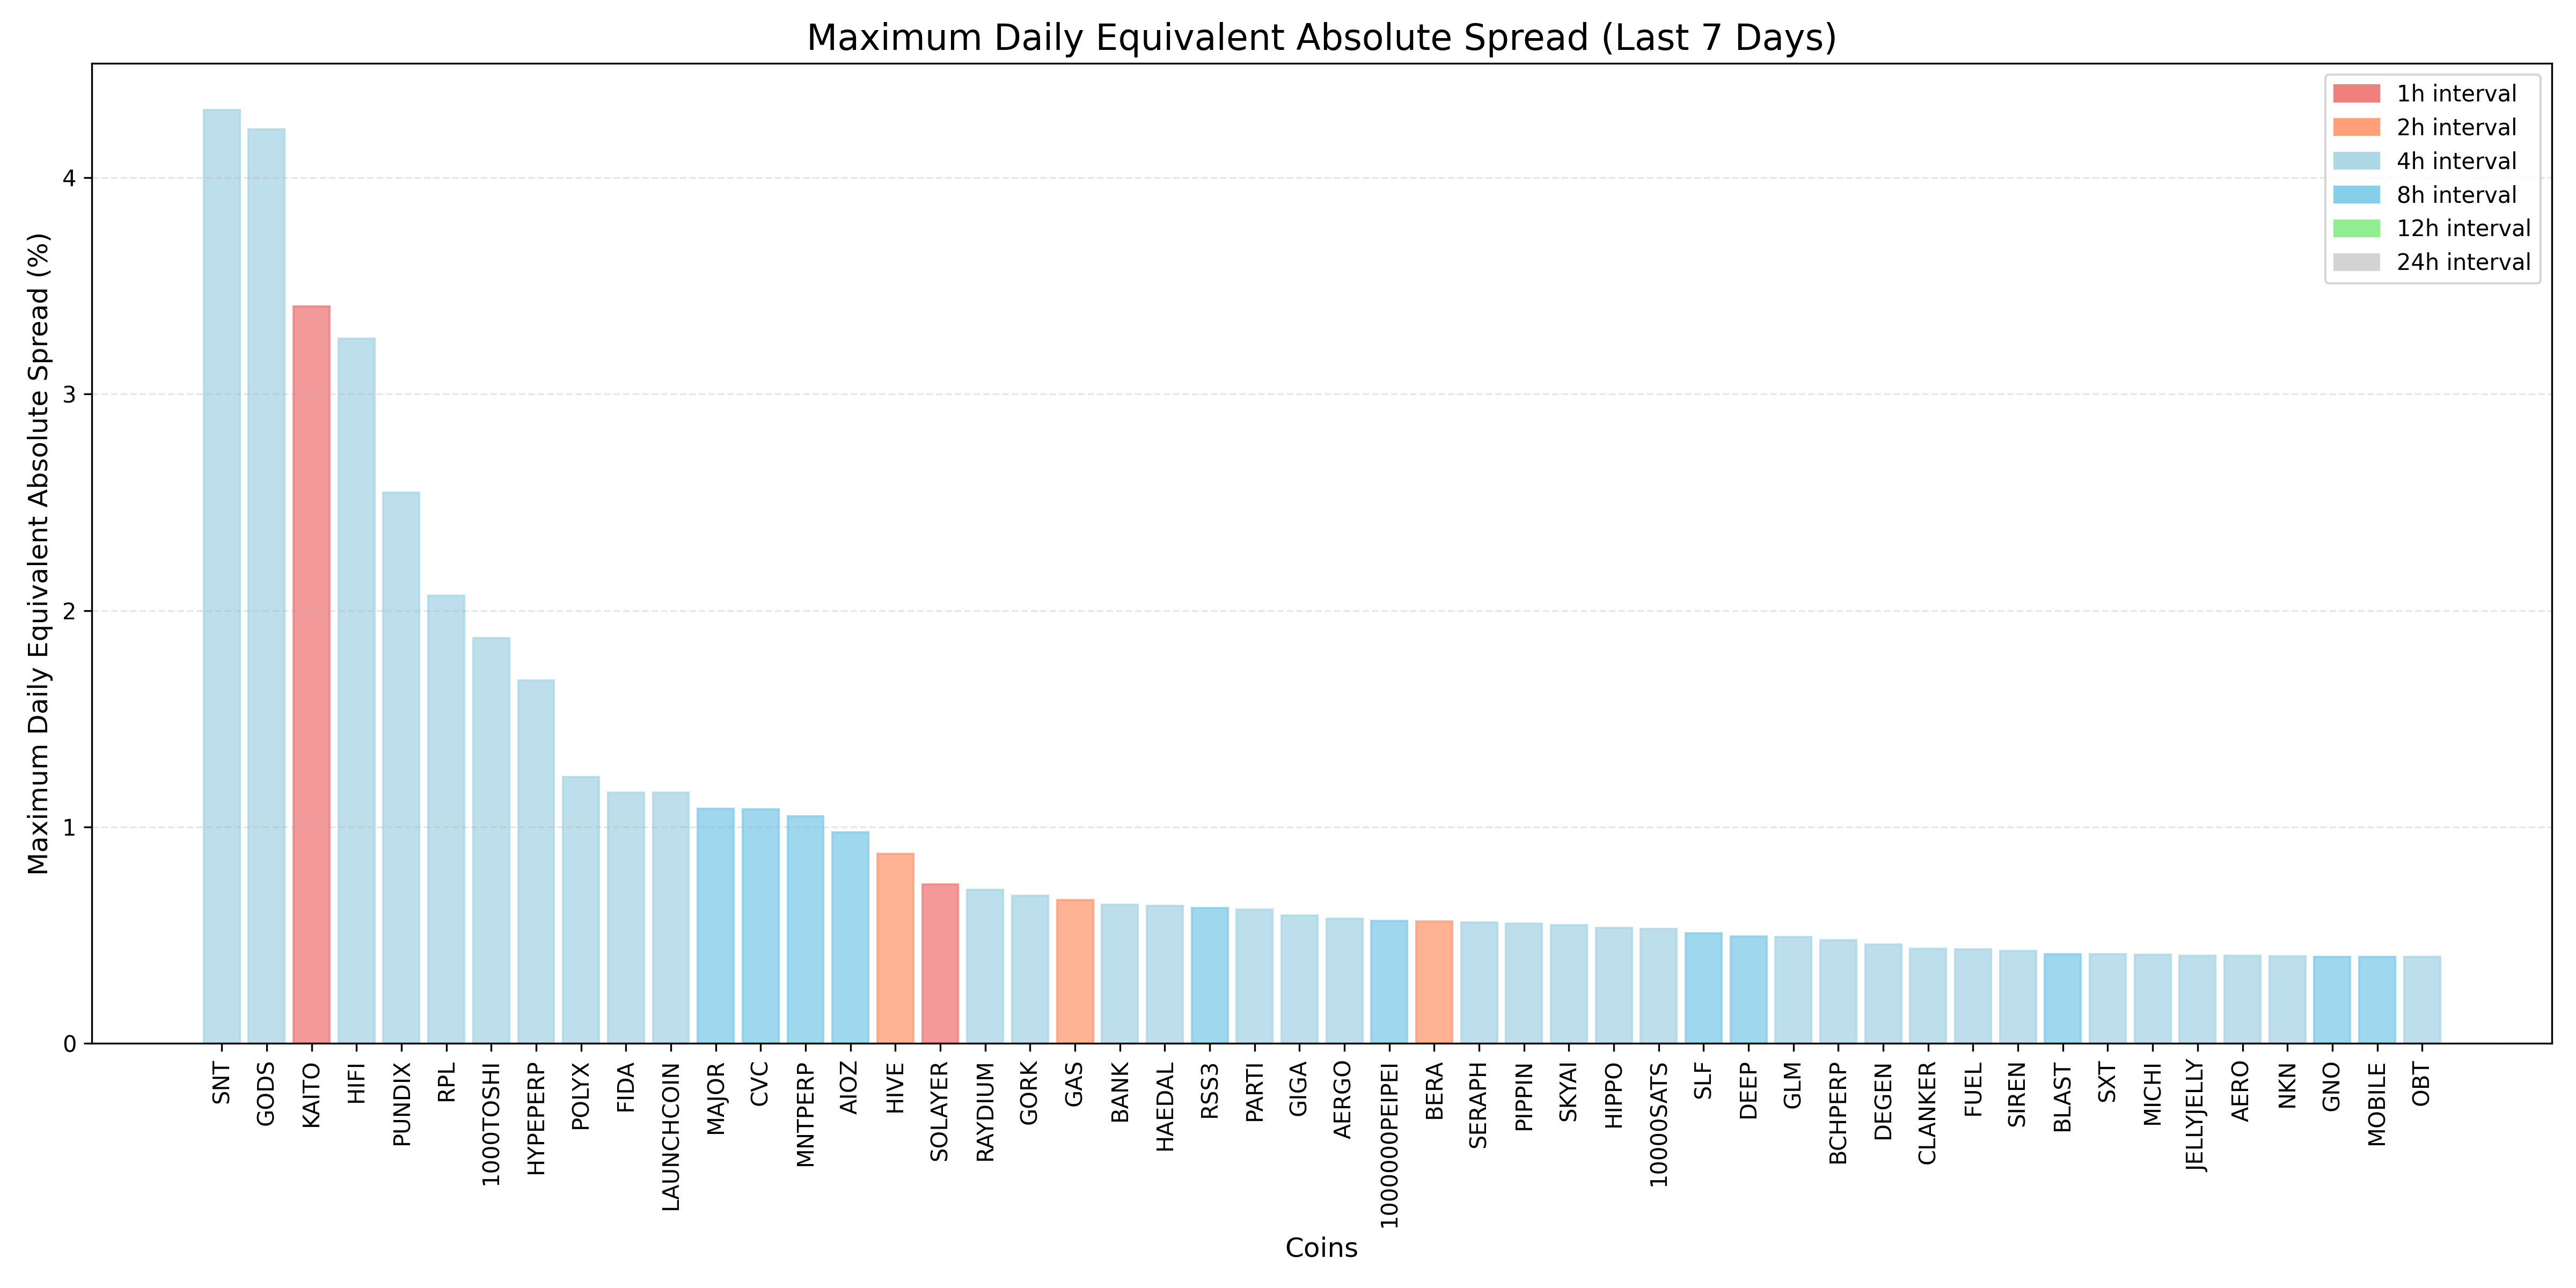 Maximum Daily Equivalent Absolute Spread (Last 7 Days)
Maximum Daily Equivalent Absolute Spread (%)
4
3
2
1
0
1h interval
2h interval
4h interval
8h interval
12h interval
24h interval
SNT
GODS
KAITO
HIFI
PUNDIX
RPL
1000TOSHI
HYPEPERP
POLYX
FIDA
LAUNCHCOIN
MAJOR
CVC
MNTPERP
AIOZ
HIVE
SOLAYER
RAYDIUM
GORK
GAS
BANK
HAEDAL
RSS3
PARTI
GIGA
AERGO
1000000PEIPEI
BERA
SERAPH
PIPPIN
SKYAI
HIPPO
10000SATS
SLF
DEEP
GLM
BCHPERP
DEGEN
CLANKER
FUEL
SIREN
BLAST
SXT
MICHI
JELLYJELLY
AERO
NKN
GNO
MOBILE
OBT
Coins